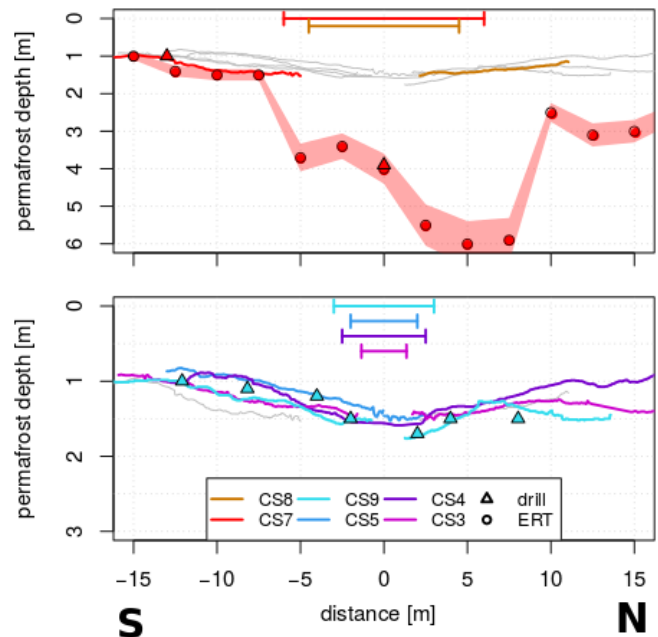 permafrost depth [m]
0
1
2
3
4
5
6
permafrost depth [m]
0
1
2
3
CS8 CS9 CS4 drill
CS7 CS5 CS3 ERT
−15 −10 −5 0 5 10 15
distance [m]
S N